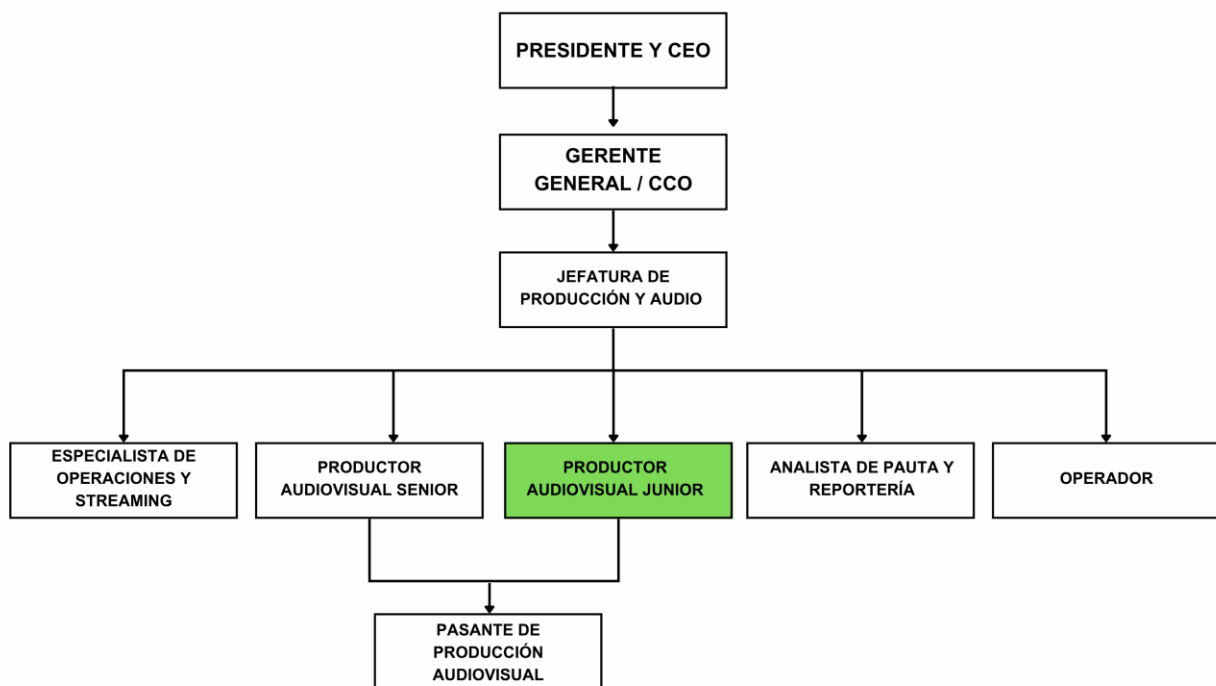 PRESIDENTE Y CEO
GERENTE
GENERAL / CCO
JEFATURA DE
PRODUCCIÓN Y AUDIO
ESPECIALISTA DE
OPERACIONES Y
STREAMING
PRODUCTOR
AUDIOVISUAL SENIOR
PRODUCTOR
AUDIOVISUAL JUNIOR
ANALISTA DE PAUTA Y
REPORTERÍA
OPERADOR
PASANTE DE
PRODUCCIÓN
AUDIOVISUAL